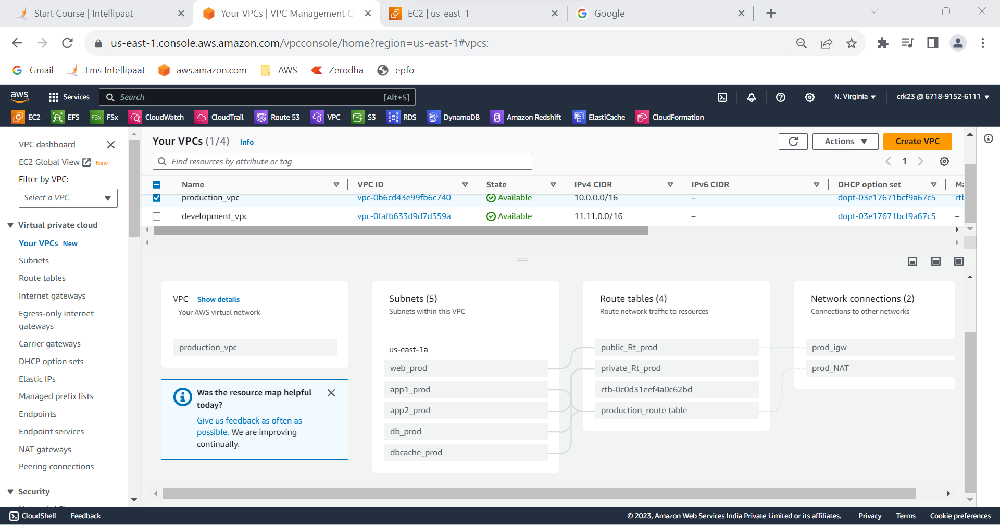 Start Course | Intellipaat
Your VPCs | VPC Management C
EC2 | us-east-1
Google
us-east-1.console.aws.amazon.com/vpcconsole/home?region=us-east-1#vpcs:
Gmail
Lms Intellipaat
aws.amazon.com
AWS
Zerodha
epfo
aws
Services
Search
[Alt+S]
N. Virginia
crk23 @ 6718-9152-6111
EC2
EFS
FSx
FSx
CloudWatch
CloudTrail
Route 53
VPC
S3
RDS
DynamoDB
Amazon Redshift
ElastiCache
CloudFormation
VPC dashboard
EC2 Global View New
Filter by VPC:
Select a VPC
Virtual private cloud
Your VPCs New
Subnets
Route tables
Internet gateways
Egress-only internet
gateways
Carrier gateways
DHCP option sets
Elastic IPs
Managed prefix lists
Endpoints
Endpoint services
NAT gateways
Peering connections
Security
Your VPCs (1/4) Info
Actions
Create VPC
Find resources by attribute or tag
1
Name VPC ID State IPv4 CIDR IPv6 CIDR DHCP option set
production_vpc vpc-0b6cd43e99fb6c740 Available 10.0.0.0/16 – dopt-03e17671bcf9a67c5 rtl
development_vpc vpc-0fafb633d9d7d359a Available 11.11.0.0/16 – dopt-03e17671bcf9a67c5 –
VPC Show details
Your AWS virtual network
production_vpc
Was the resource map helpful
today?
Give us feedback as often as
possible. We are improving
continually.
Subnets (5)
Subnets within this VPC
us-east-1a
web_prod
app1_prod
app2_prod
db_prod
dbcache_prod
Route tables (4)
Route network traffic to resources
public_Rt_prod
private_Rt_prod
rtb-0c0d31eef4a0c62bd
production_route table
Network connections (2)
Connections to other networks
prod_igw
prod_NAT
CloudShell
Feedback
© 2023, Amazon Web Services India Private Limited or its affiliates.
Privacy
Terms
Cookie preferences